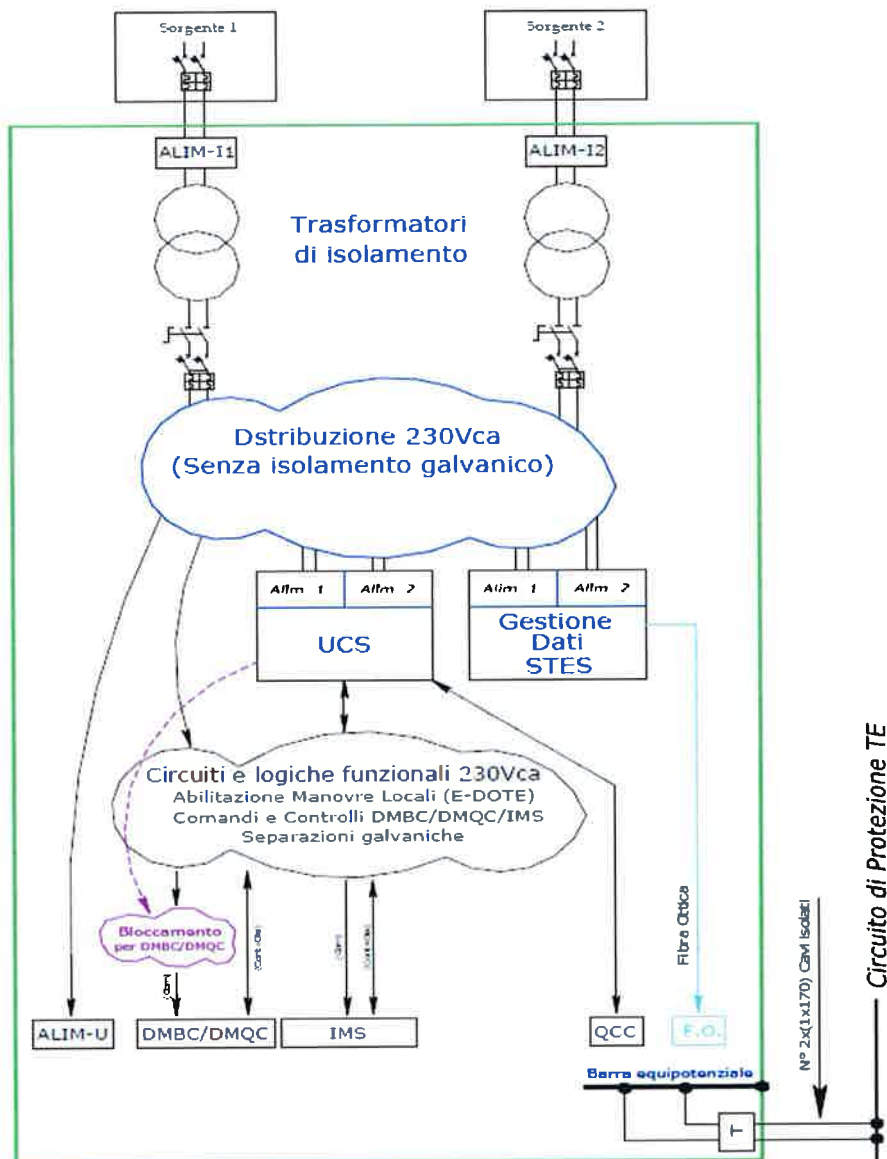 Sorgente 1
Sorgente 2
ALIM-I1
ALIM-I2
Trasformatori
di isolamento
Dstribuzione 230Vca
(Senza isolamento galvanico)
Alim 1
Alim 2
Alim 1
Alim 2
UCS
Gestione
Dati
STES
Circuiti e logiche funzionali 230Vca
Abilitazione Manovre Locali (E-DOTE)
Comandi e Controlli DMBC/DMQC/IMS
Separazioni galvaniche
Bloccamento
per DMBC/DMQC
(Controlli)
(Controlli)
Fibra Ottica
ALIM-U
DMBC/DMQC
IMS
QCC
F.O.
Barra equipotenziale
T
N° 2x(1x170) Cavi Isolati
Circuito di Protezione TE